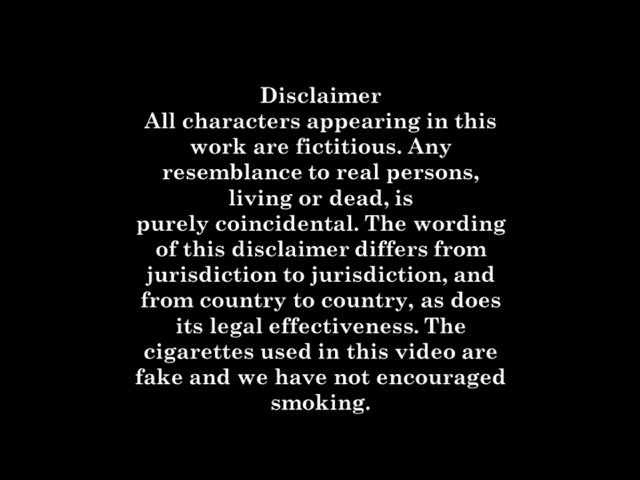 Disclaimer
All characters appearing in this
work are fictitious. Any
resemblance to real persons,
living or dead, is
purely coincidental. The wording
of this disclaimer differs from
jurisdiction to jurisdiction, and
from country to country, as does
its legal effectiveness. The
cigarettes used in this video are
fake and we have not encouraged
smoking.